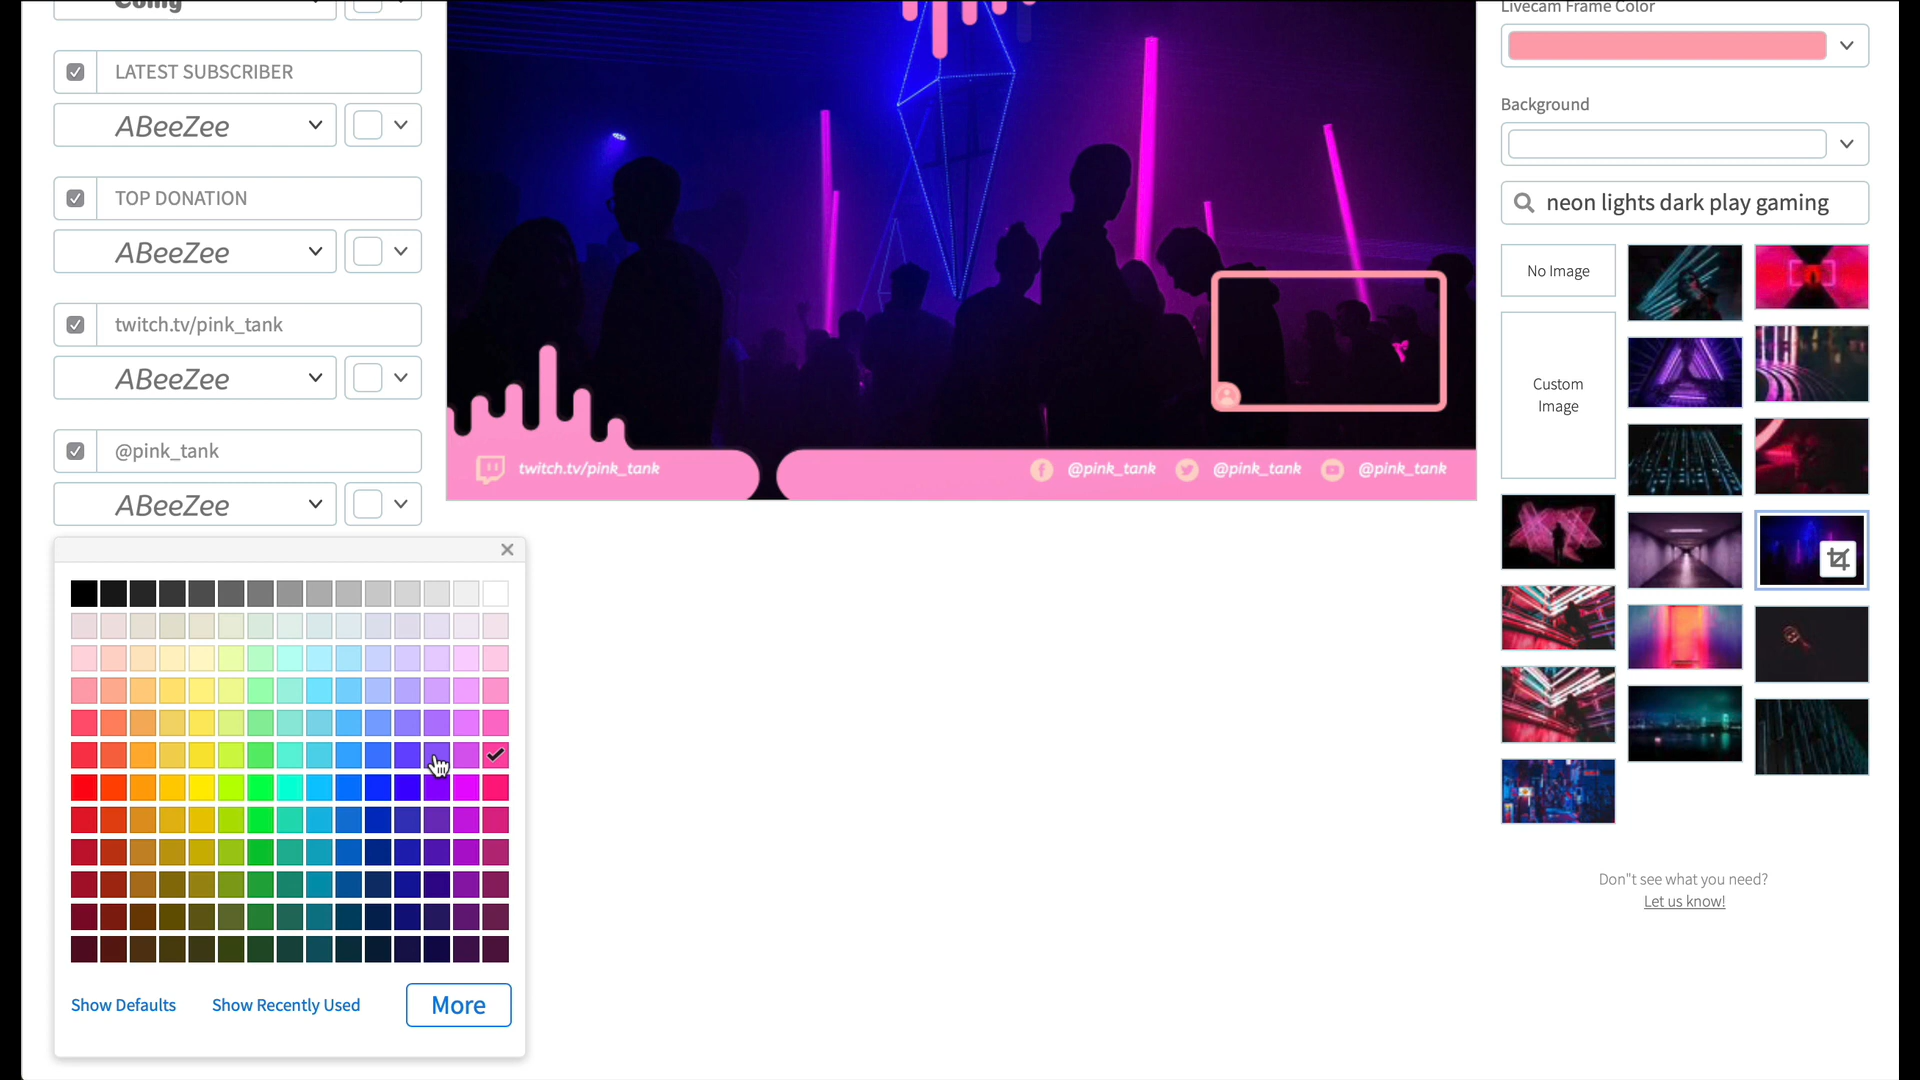 LATEST SUBSCRIBER
ABeeZee
TOP DONATION
ABeeZee
twitch.tv/pink_tank
ABeeZee
@pink_tank
ABeeZee
Show Defaults
Show Recently Used
More
twitch.tv/pink_tank
@pink_tank
@pink_tank
@pink_tank
Livecam Frame Color
Background
neon lights dark play gaming
No Image
Custom
Image
Don"t see what you need?
Let us know!